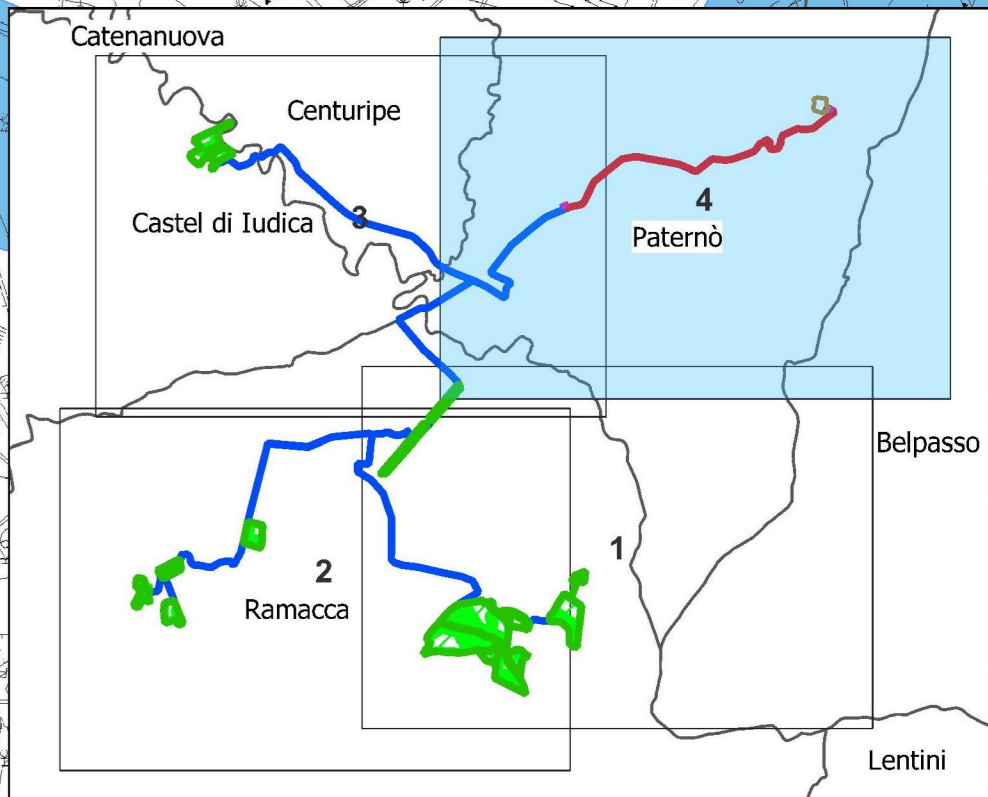 Catenanuova
Centuripe
Castel di Iudica
3
4
Paternò
Belpasso
1
2
Ramacca
Lentini